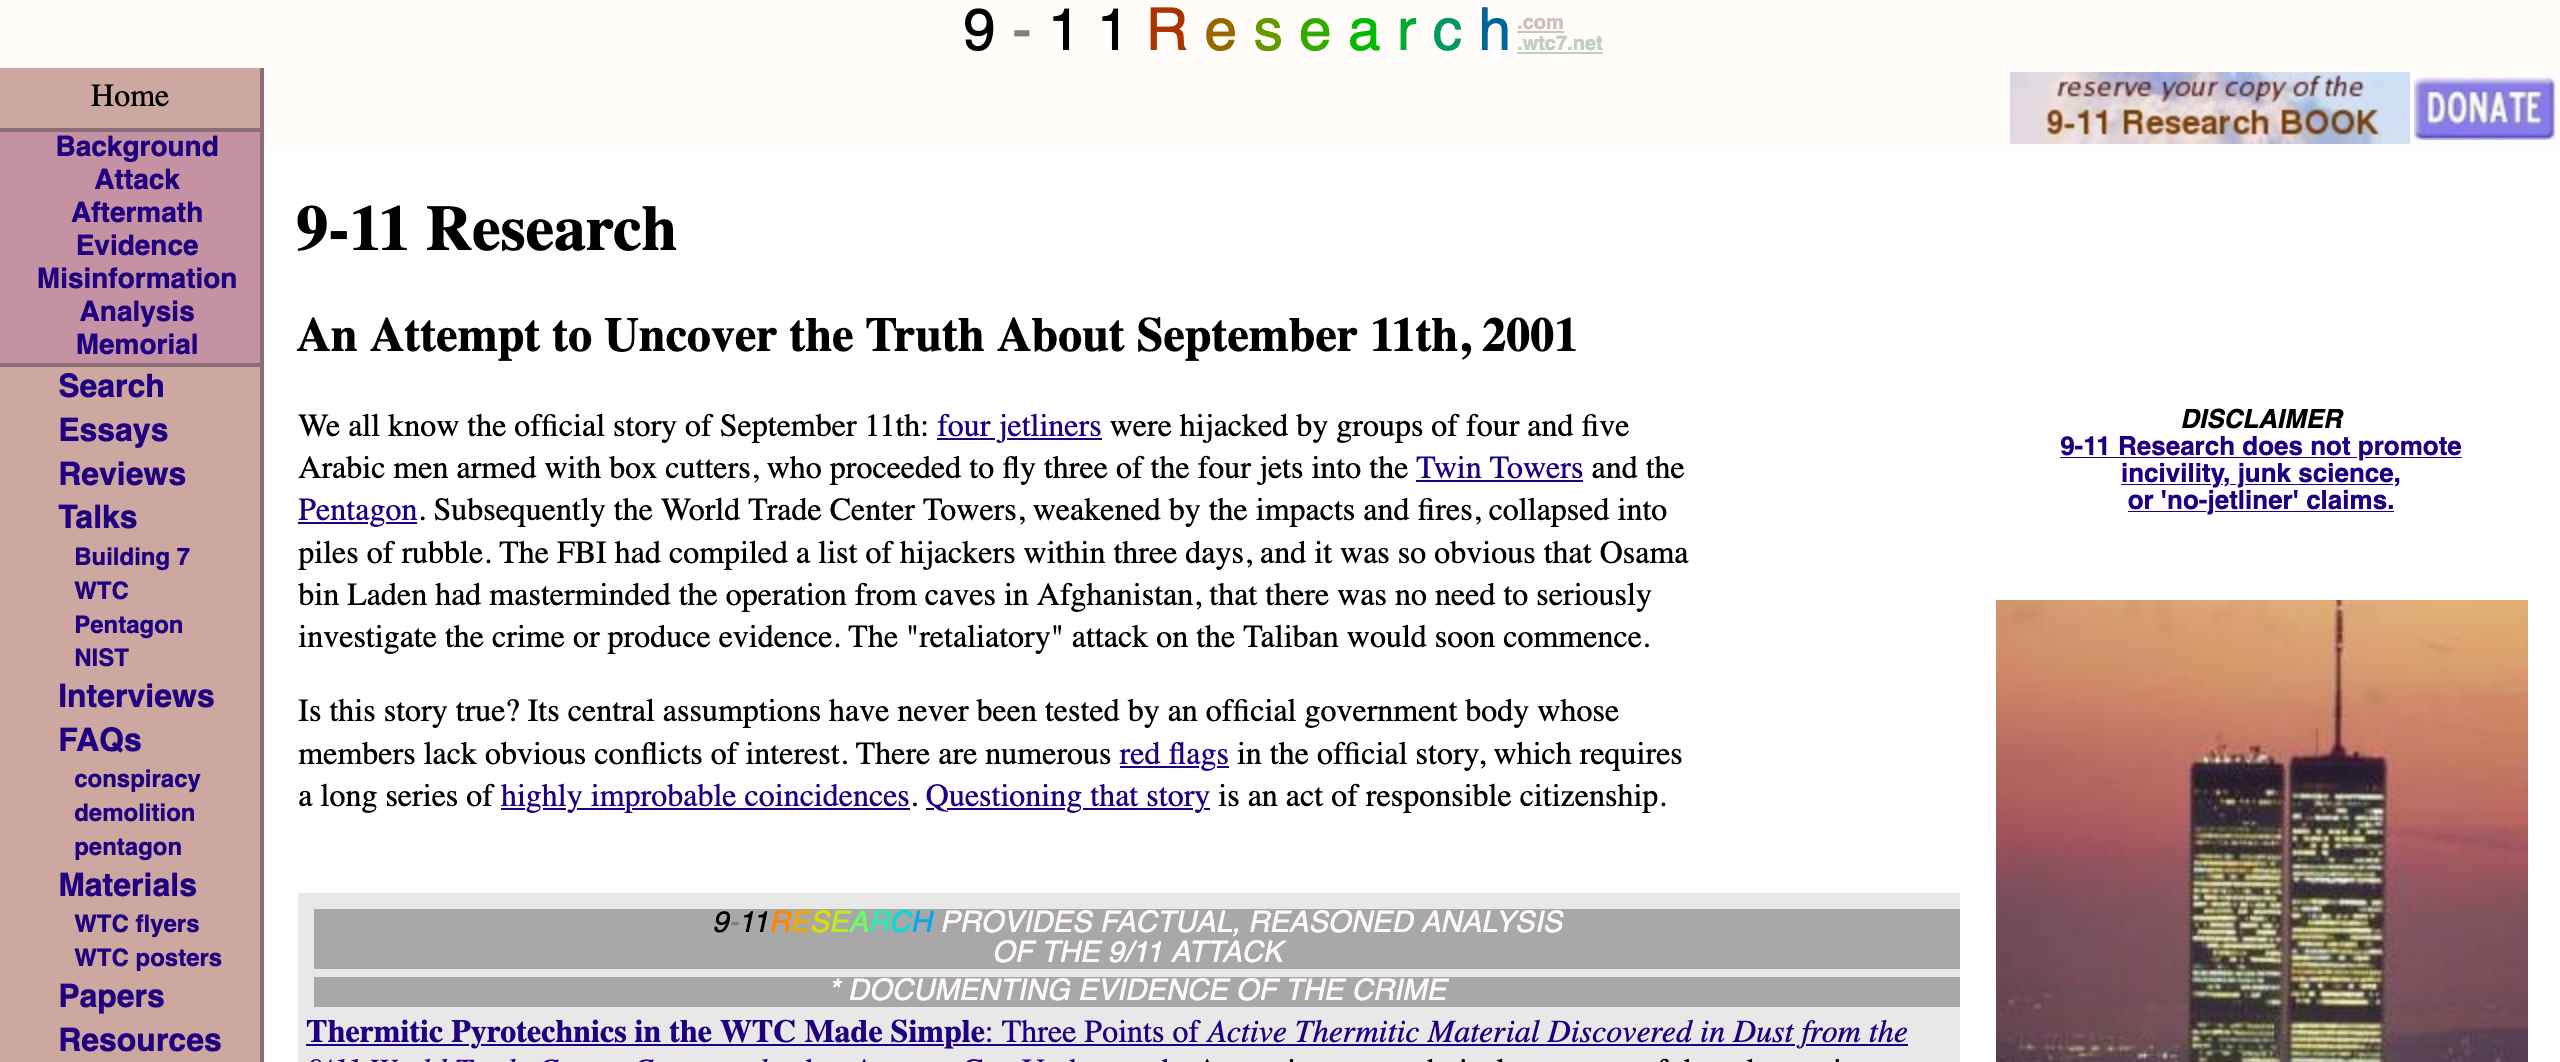 9-11Research .com
.wtc7.net
Home
reserve your copy of the
9-11 Research BOOK
DONATE
Background
Attack
Aftermath
Evidence
Misinformation
Analysis
Memorial
Search
Essays
Reviews
Talks
Building 7
WTC
Pentagon
NIST
Interviews
FAQs
conspiracy
demolition
pentagon
Materials
WTC flyers
WTC posters
Papers
Resources
9-11 Research
An Attempt to Uncover the Truth About September 11th, 2001
We all know the official story of September 11th: four jetliners were hijacked by groups of four and five
Arabic men armed with box cutters, who proceeded to fly three of the four jets into the Twin Towers and the
Pentagon. Subsequently the World Trade Center Towers, weakened by the impacts and fires, collapsed into
piles of rubble. The FBI had compiled a list of hijackers within three days, and it was so obvious that Osama
bin Laden had masterminded the operation from caves in Afghanistan, that there was no need to seriously
investigate the crime or produce evidence. The "retaliatory" attack on the Taliban would soon commence.
Is this story true? Its central assumptions have never been tested by an official government body whose
members lack obvious conflicts of interest. There are numerous red flags in the official story, which requires
a long series of highly improbable coincidences. Questioning that story is an act of responsible citizenship.
DISCLAIMER
9-11 Research does not promote
incivility, junk science,
or 'no-jetliner' claims.
9-11RESEARCH PROVIDES FACTUAL, REASONED ANALYSIS
OF THE 9/11 ATTACK
* DOCUMENTING EVIDENCE OF THE CRIME
Thermitic Pyrotechnics in the WTC Made Simple: Three Points of Active Thermitic Material Discovered in Dust from the